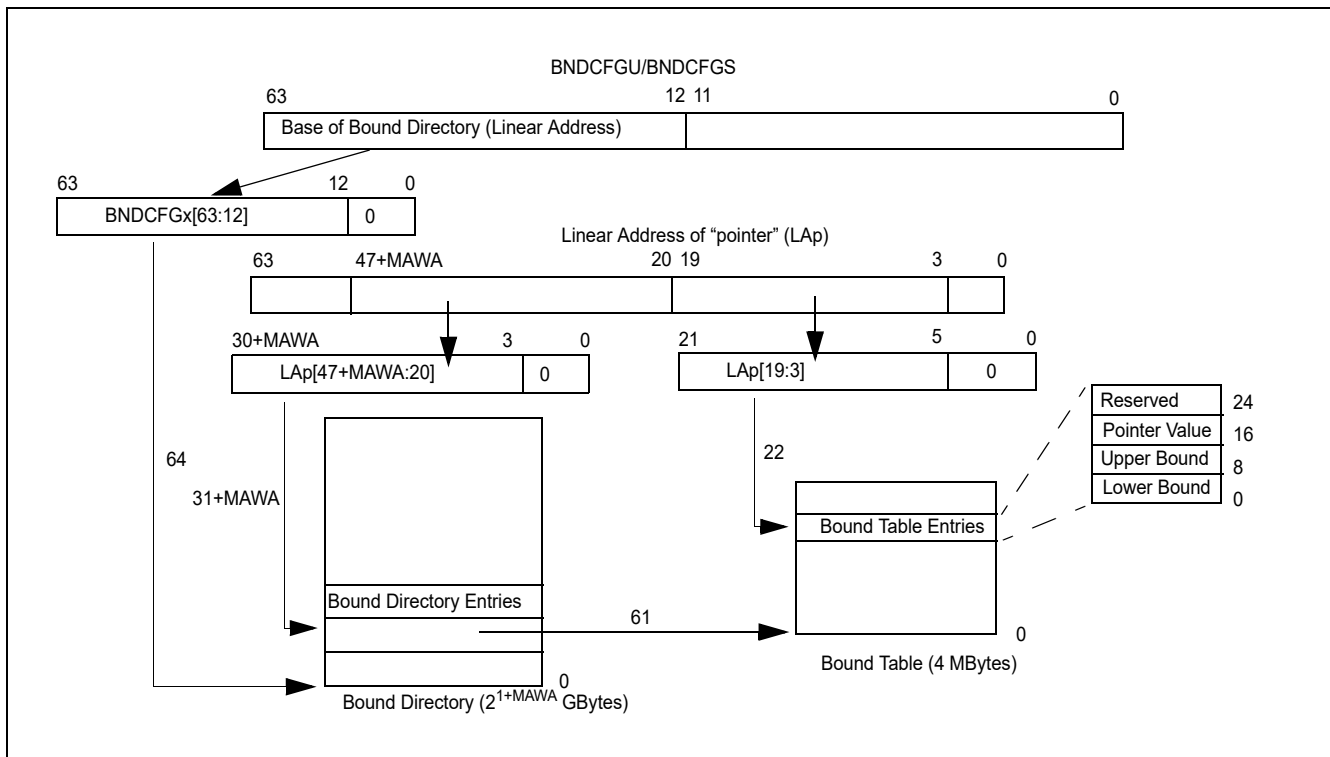 BNDCFGU/BNDCFGS
63 12 11 0
Base of Bound Directory (Linear Address)
63 12 0
BNDCFGx[63:12] 0
Linear Address of “pointer” (LAp)
63 47+MAWA 20 19 3 0
30+MAWA 3 0
LAp[47+MAWA:20] 0
21 5 0
LAp[19:3] 0
Reserved 24
Pointer Value 16
Upper Bound 8
Lower Bound 0
64
31+MAWA
22
Bound Table Entries
Bound Directory Entries
61
0
Bound Table (4 MBytes)
0
Bound Directory (2^1+MAWA GBytes)